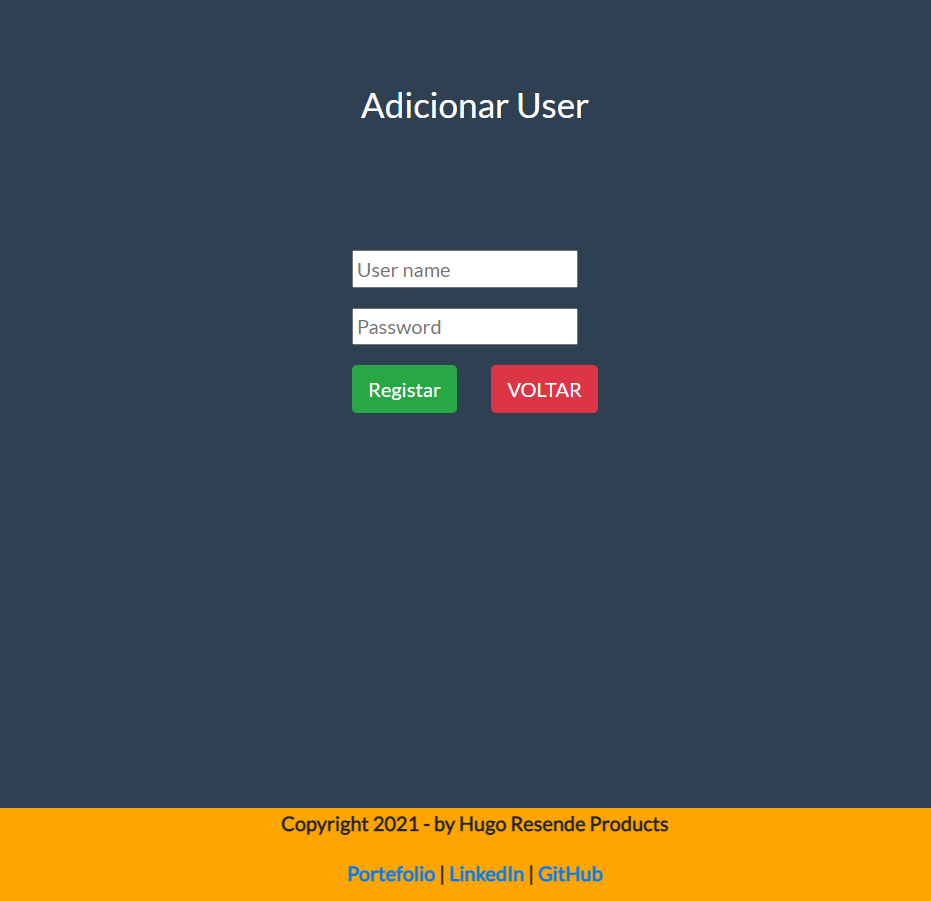 Adicionar User
User name
Password
Registar VOLTAR
Copyright 2021 - by Hugo Resende Products
Portefolio | LinkedIn | GitHub